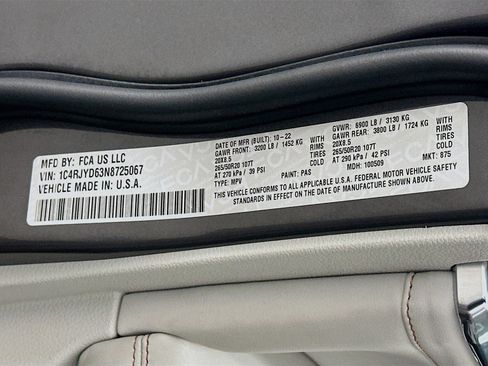 MFD BY: FCA US LLC
VIN: 1C4RJYD63N8725067
VEHICLE MADE IN: U.S.A.
DATE OF MFR (BUILT): 10-22
GAWR FRONT: 3200 LB / 1452 KG
20X8.5 TIRES
265/50R20 107T COLD
AT 270 kPa / 39 PSI
TYPE: MPV PAINT: PAS
GVWR: 6900 LB / 3130 KG
GAWR REAR: 3800 LB / 1724 KG
20X8.5 TIRES
265/50R20 107T COLD
AT 290 kPa / 42 PSI
MDH: 100509 MKT: 875
THIS VEHICLE CONFORMS TO ALL APPLICABLE U.S.A. FEDERAL MOTOR VEHICLE SAFETY
STANDARDS IN EFFECT ON THE DATE OF MANUFACTURE SHOWN ABOVE.